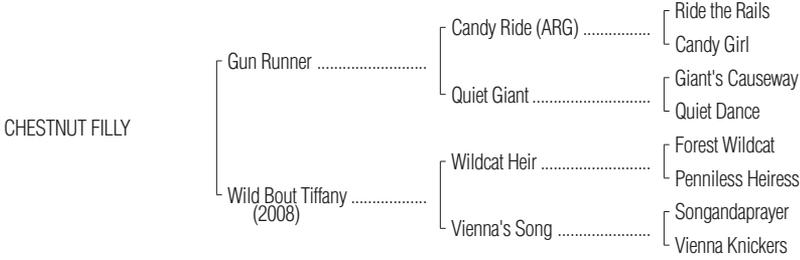 Ride the Rails
Candy Ride (ARG) ................
Candy Girl
Gun Runner ..........................
Giant's Causeway
Quiet Giant ............................
Quiet Dance
CHESTNUT FILLY
Forest Wildcat
Wildcat Heir ..........................
Penniless Heiress
Wild Bout Tiffany ..................
(2008)
Songandaprayer
Vienna's Song ......................
Vienna Knickers